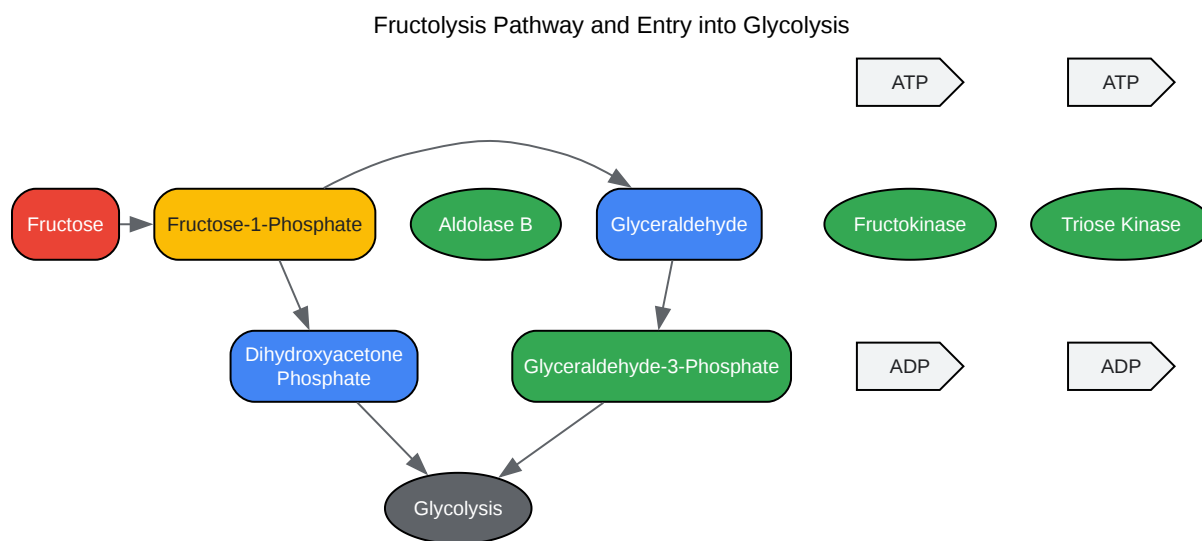 Fructolysis Pathway and Entry into Glycolysis
ATP
ATP
Fructose
Fructose-1-Phosphate
Aldolase B
Glyceraldehyde
Fructokinase
Triose Kinase
Dihydroxyacetone
Phosphate
Glyceraldehyde-3-Phosphate
ADP
ADP
Glycolysis